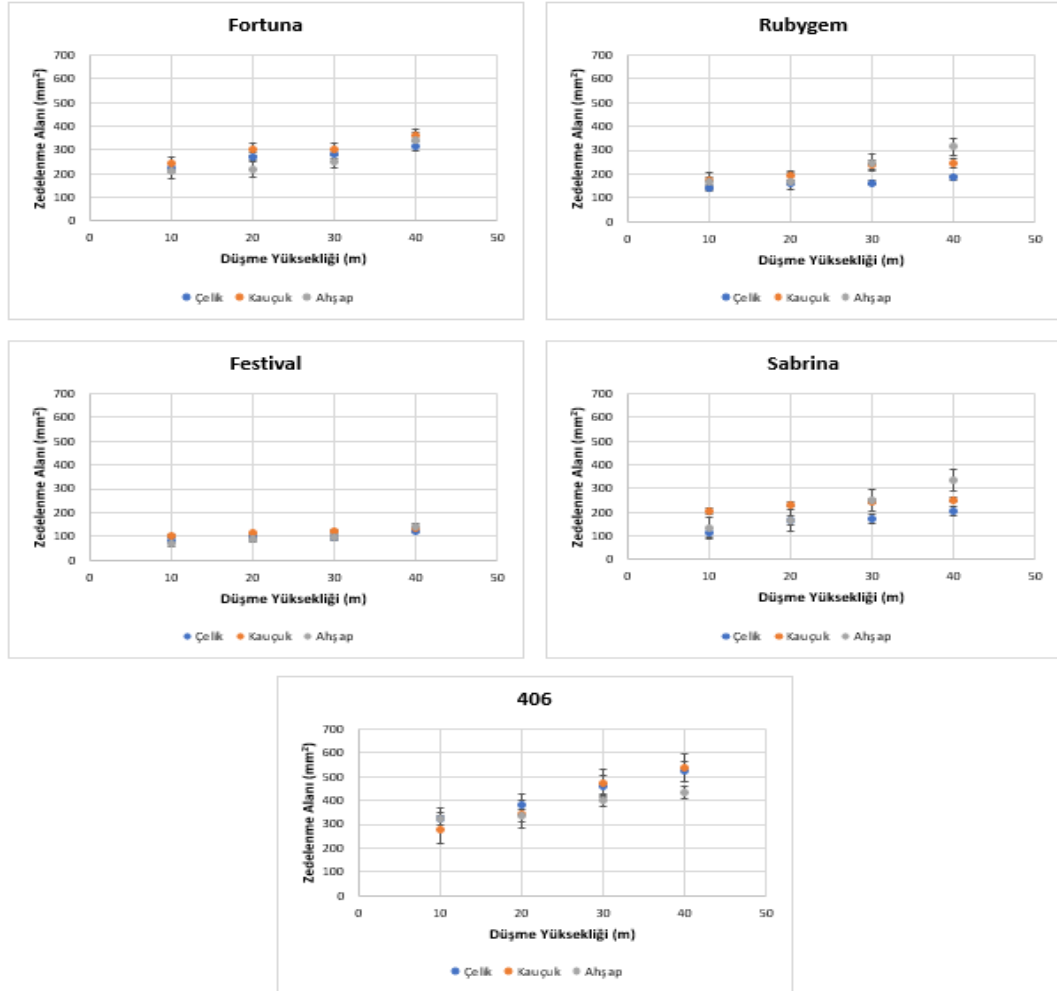 Fortuna
Zedelenme Alanı (mm²)
700
600
500
400
300
200
100
0
0 10 20 30 40 50
Düşme Yüksekliği (m)
Çelik Kauçuk Ahşap
Rubygem
Zedelenme Alanı (mm²)
700
600
500
400
300
200
100
0
0 10 20 30 40 50
Düşme Yüksekliği (m)
Çelik Kauçuk Ahşap
Festival
Zedelenme Alanı (mm²)
700
600
500
400
300
200
100
0
0 10 20 30 40 50
Düşme Yüksekliği (m)
Çelik Kauçuk Ahşap
Sabrina
Zedelenme Alanı (mm²)
700
600
500
400
300
200
100
0
0 10 20 30 40 50
Düşme Yüksekliği (m)
Çelik Kauçuk Ahşap
406
Zedelenme Alanı (mm²)
700
600
500
400
300
200
100
0
0 10 20 30 40 50
Düşme Yüksekliği (m)
Çelik Kauçuk Ahşap